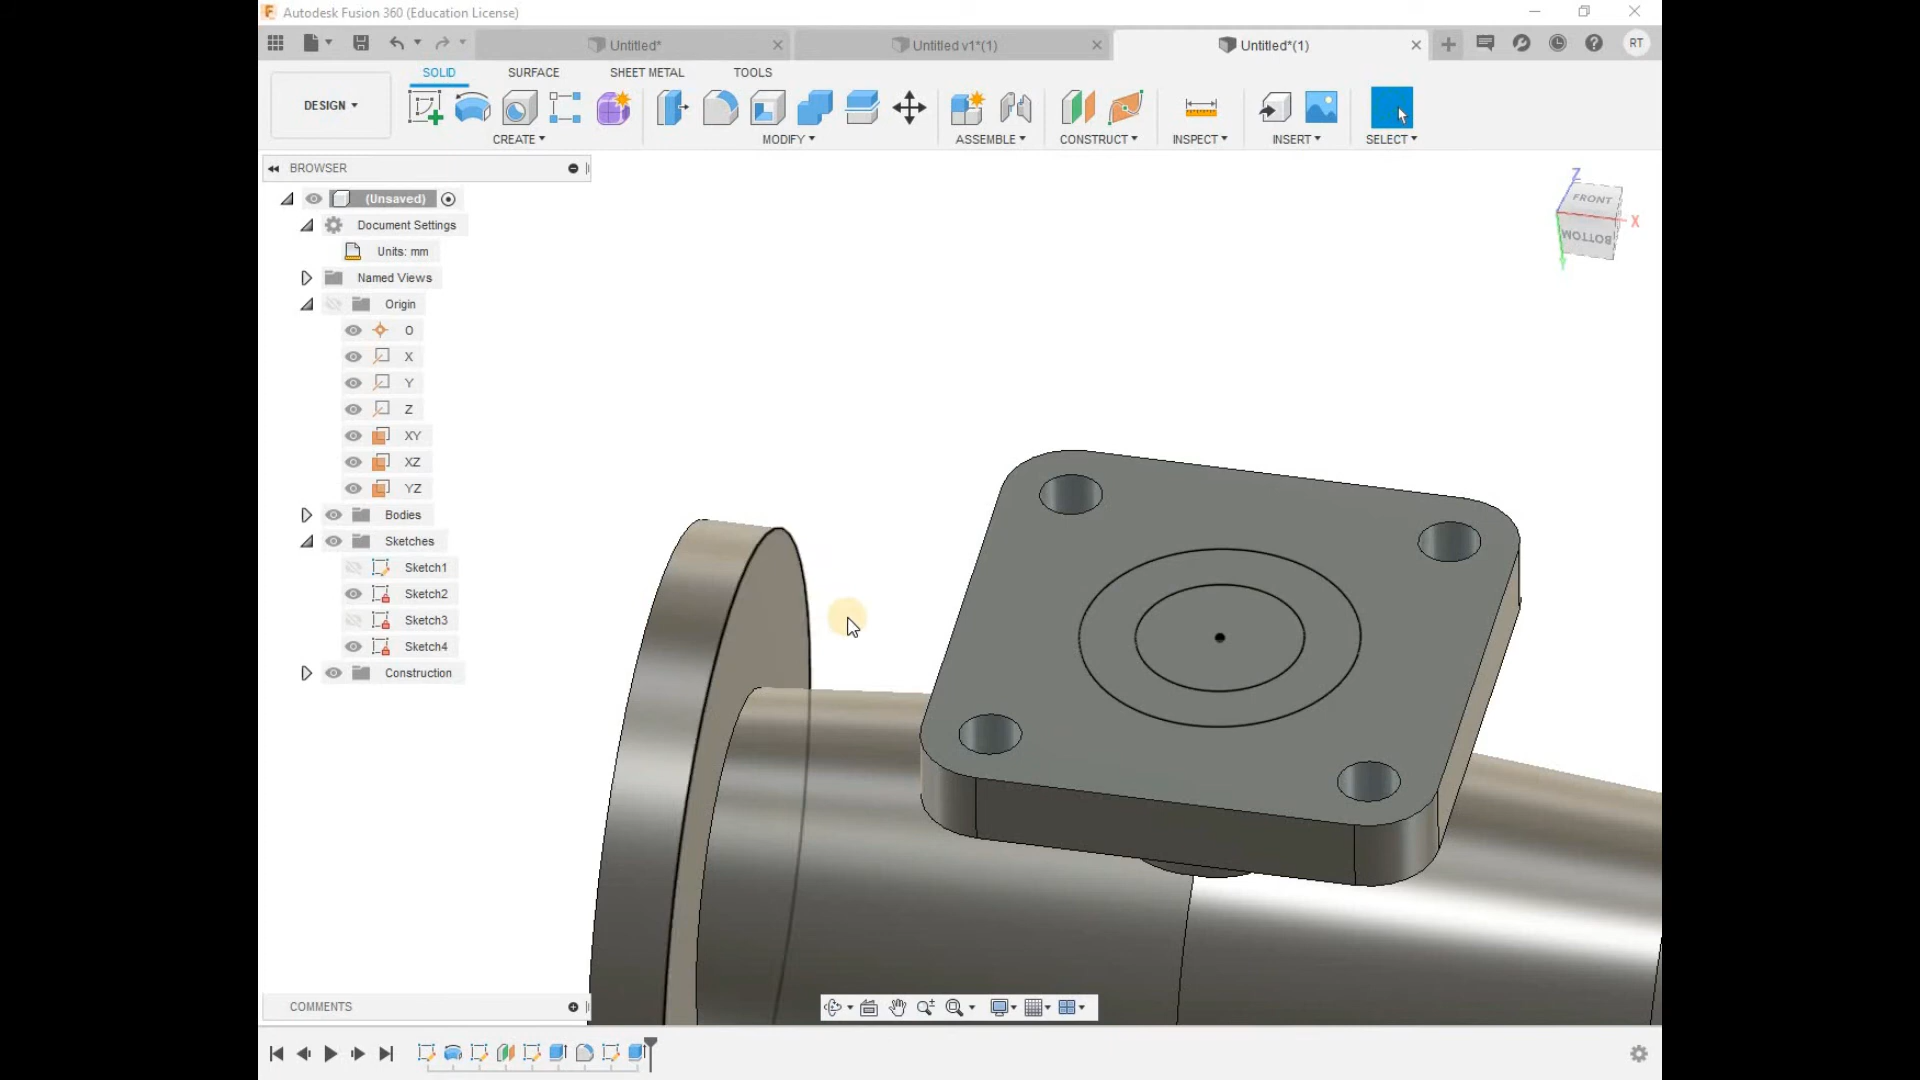 Autodesk Fusion 360 (Education License)
Untitled*
Untitled v1*(1)
Untitled*(1)
RT
SOLID
SURFACE
SHEET METAL
TOOLS
DESIGN
CREATE
MODIFY
ASSEMBLE
CONSTRUCT
INSPECT
INSERT
SELECT
BROWSER
(Unsaved)
Document Settings
Units: mm
Named Views
Origin
O
X
Y
Z
XY
XZ
YZ
Bodies
Sketches
Sketch1
Sketch2
Sketch3
Sketch4
Construction
Z
FRONT
X
BOTTOM
COMMENTS